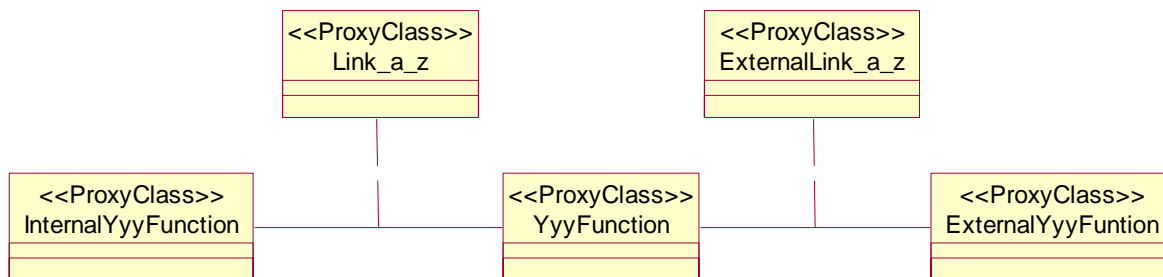 <<ProxyClass>>
Link_a_z
<<ProxyClass>>
ExternalLink_a_z
<<ProxyClass>>
InternalYyyFunction
<<ProxyClass>>
YyyFunction
<<ProxyClass>>
ExternalYyyFuntion